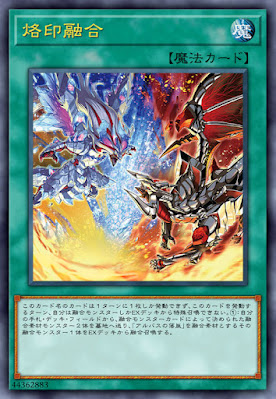 烙印融合
魔
【魔法カード】
このカード名のカードは1ターンに1枚しか発動できず、このカードを発動する
ターン、自分は融合モンスターしかEXデッキから特殊召喚できない。①:自分
の手札・デッキ・フィールドから、融合モンスターカードによって決められた融
合素材モンスター2体を墓地へ送り、「アルバスの落胤」を融合素材とするその
融合モンスター1体をEXデッキから融合召喚する。
44362883